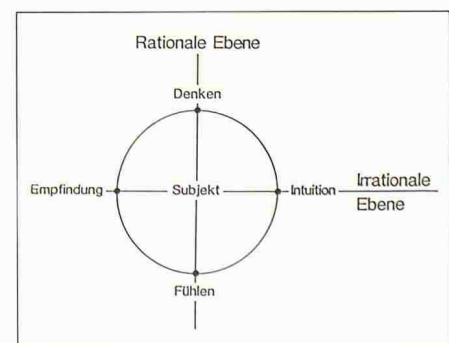 Rationale Ebene
Denken
Empfindung
Subjekt
Intuition
Irrationale
Ebene
Fühlen